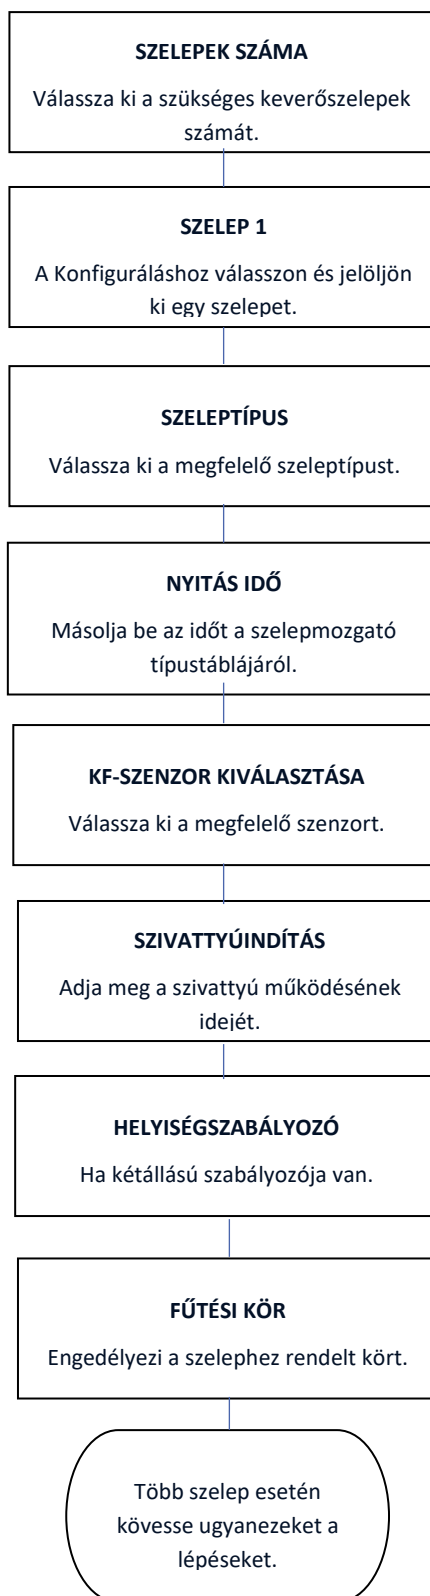 SZELEPEK SZÁMA
Válassza ki a szükséges keverőszelepek
számát.
SZELEP 1
A Konfiguráláshoz válasszon és jelöljön
ki egy szelepet.
SZELEPTÍPUS
Válassza ki a megfelelő szeleptípust.
NYITÁS IDŐ
Másolja be az időt a szelepmozgató
típustáblájáról.
KF-SZENZOR KIVÁLASZTÁSA
Válassza ki a megfelelő szenzort.
SZIVATTYÚINDÍTÁS
Adja meg a szivattyú működésének
idejét.
HELYISÉGSZABÁLYOZÓ
Ha kétállású szabályozója van.
FŰTÉSI KÖR
Engedélyezi a szelephez rendelt kört.
Több szelep esetén
kövesse ugyanezeket a
lépéseket.